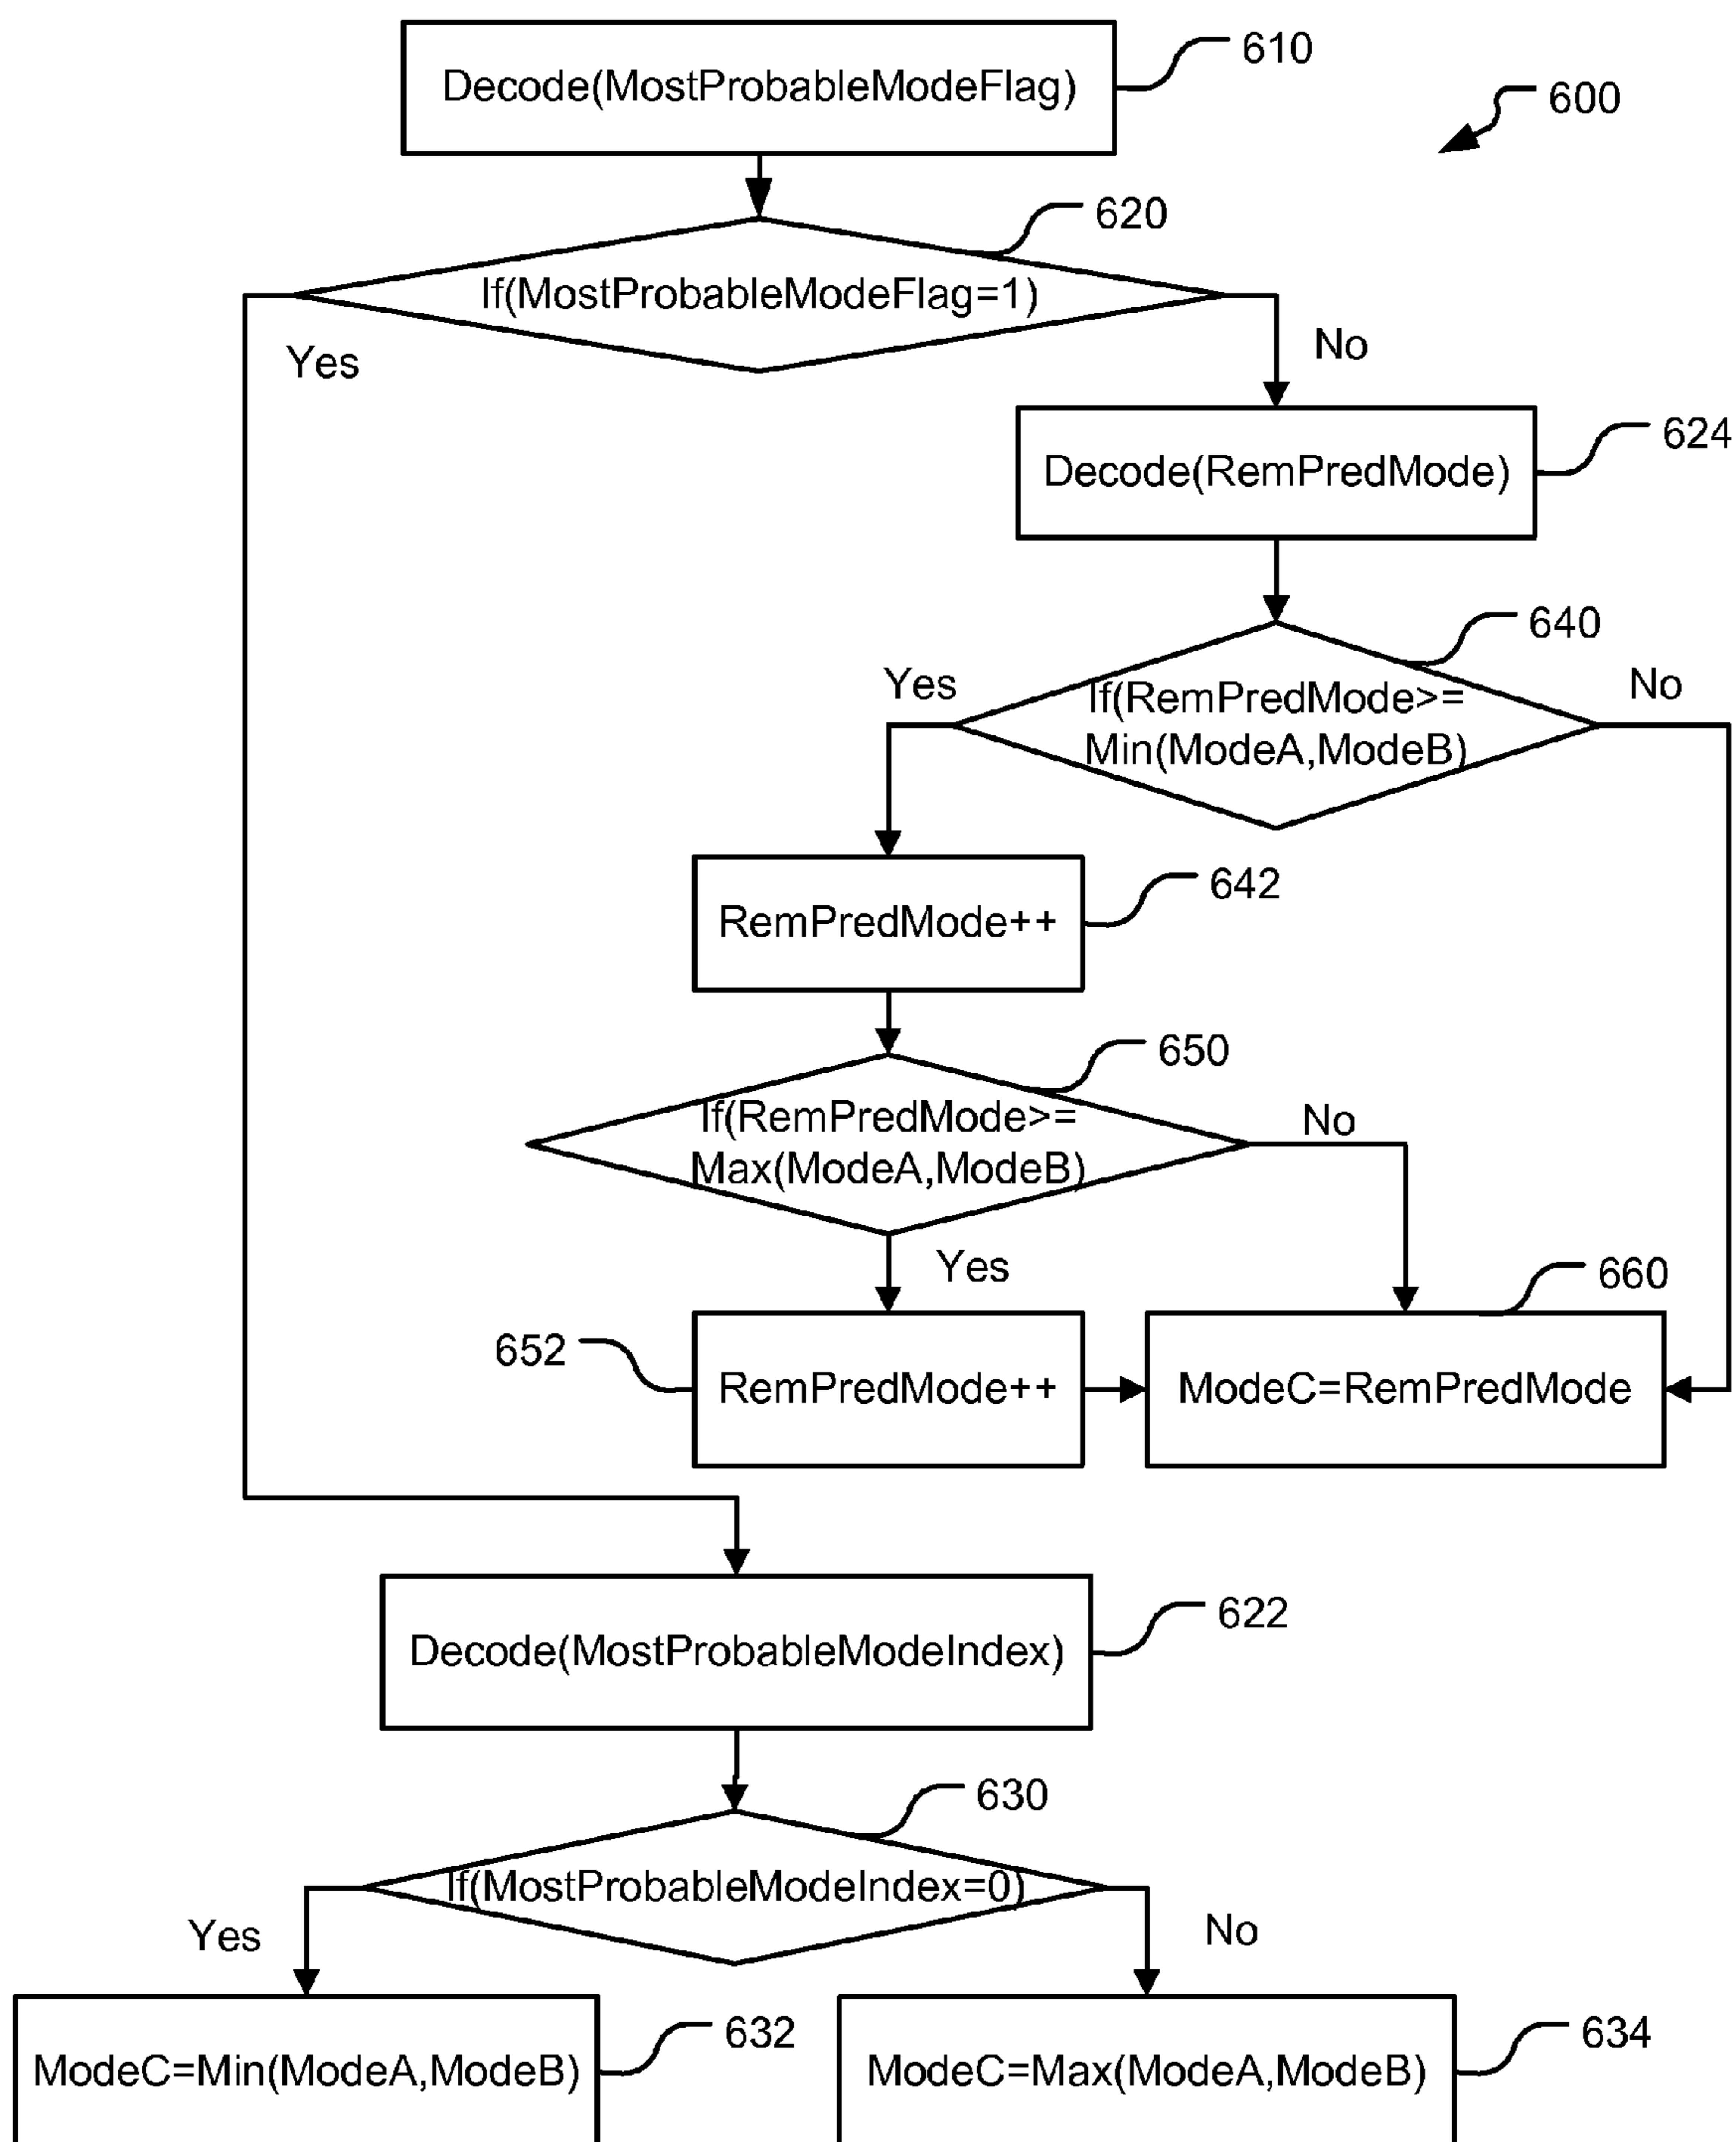 Decode(MostProbableModeFlag)
610
600
620
If(MostProbableModeFlag=1)
Yes
No
624
Decode(RemPredMode)
640
Yes
If(RemPredMode>=
Min(ModeA,ModeB)
No
642
RemPredMode++
650
If(RemPredMode>=
Max(ModeA,ModeB)
No
Yes
660
652
RemPredMode++
ModeC=RemPredMode
622
Decode(MostProbableModeIndex)
630
If(MostProbableModeIndex=0)
Yes
No
632
ModeC=Min(ModeA,ModeB)
634
ModeC=Max(ModeA,ModeB)